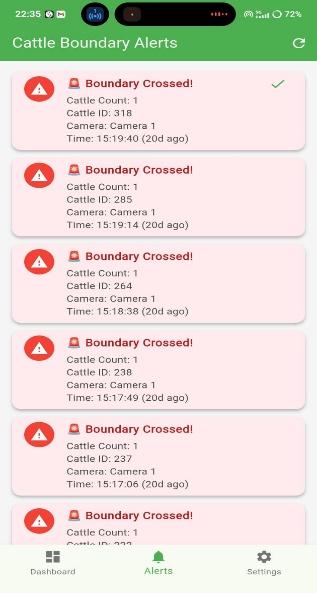 22:35
72%
Cattle Boundary Alerts
🚨 Boundary Crossed!
Cattle Count: 1
Cattle ID: 318
Camera: Camera 1
Time: 15:19:40 (20d ago)
🚨 Boundary Crossed!
Cattle Count: 1
Cattle ID: 285
Camera: Camera 1
Time: 15:19:14 (20d ago)
🚨 Boundary Crossed!
Cattle Count: 1
Cattle ID: 264
Camera: Camera 1
Time: 15:18:38 (20d ago)
🚨 Boundary Crossed!
Cattle Count: 1
Cattle ID: 238
Camera: Camera 1
Time: 15:17:49 (20d ago)
🚨 Boundary Crossed!
Cattle Count: 1
Cattle ID: 237
Camera: Camera 1
Time: 15:17:06 (20d ago)
🚨 Boundary Crossed!
Cattle Count: 1
Dashboard
Alerts
Settings